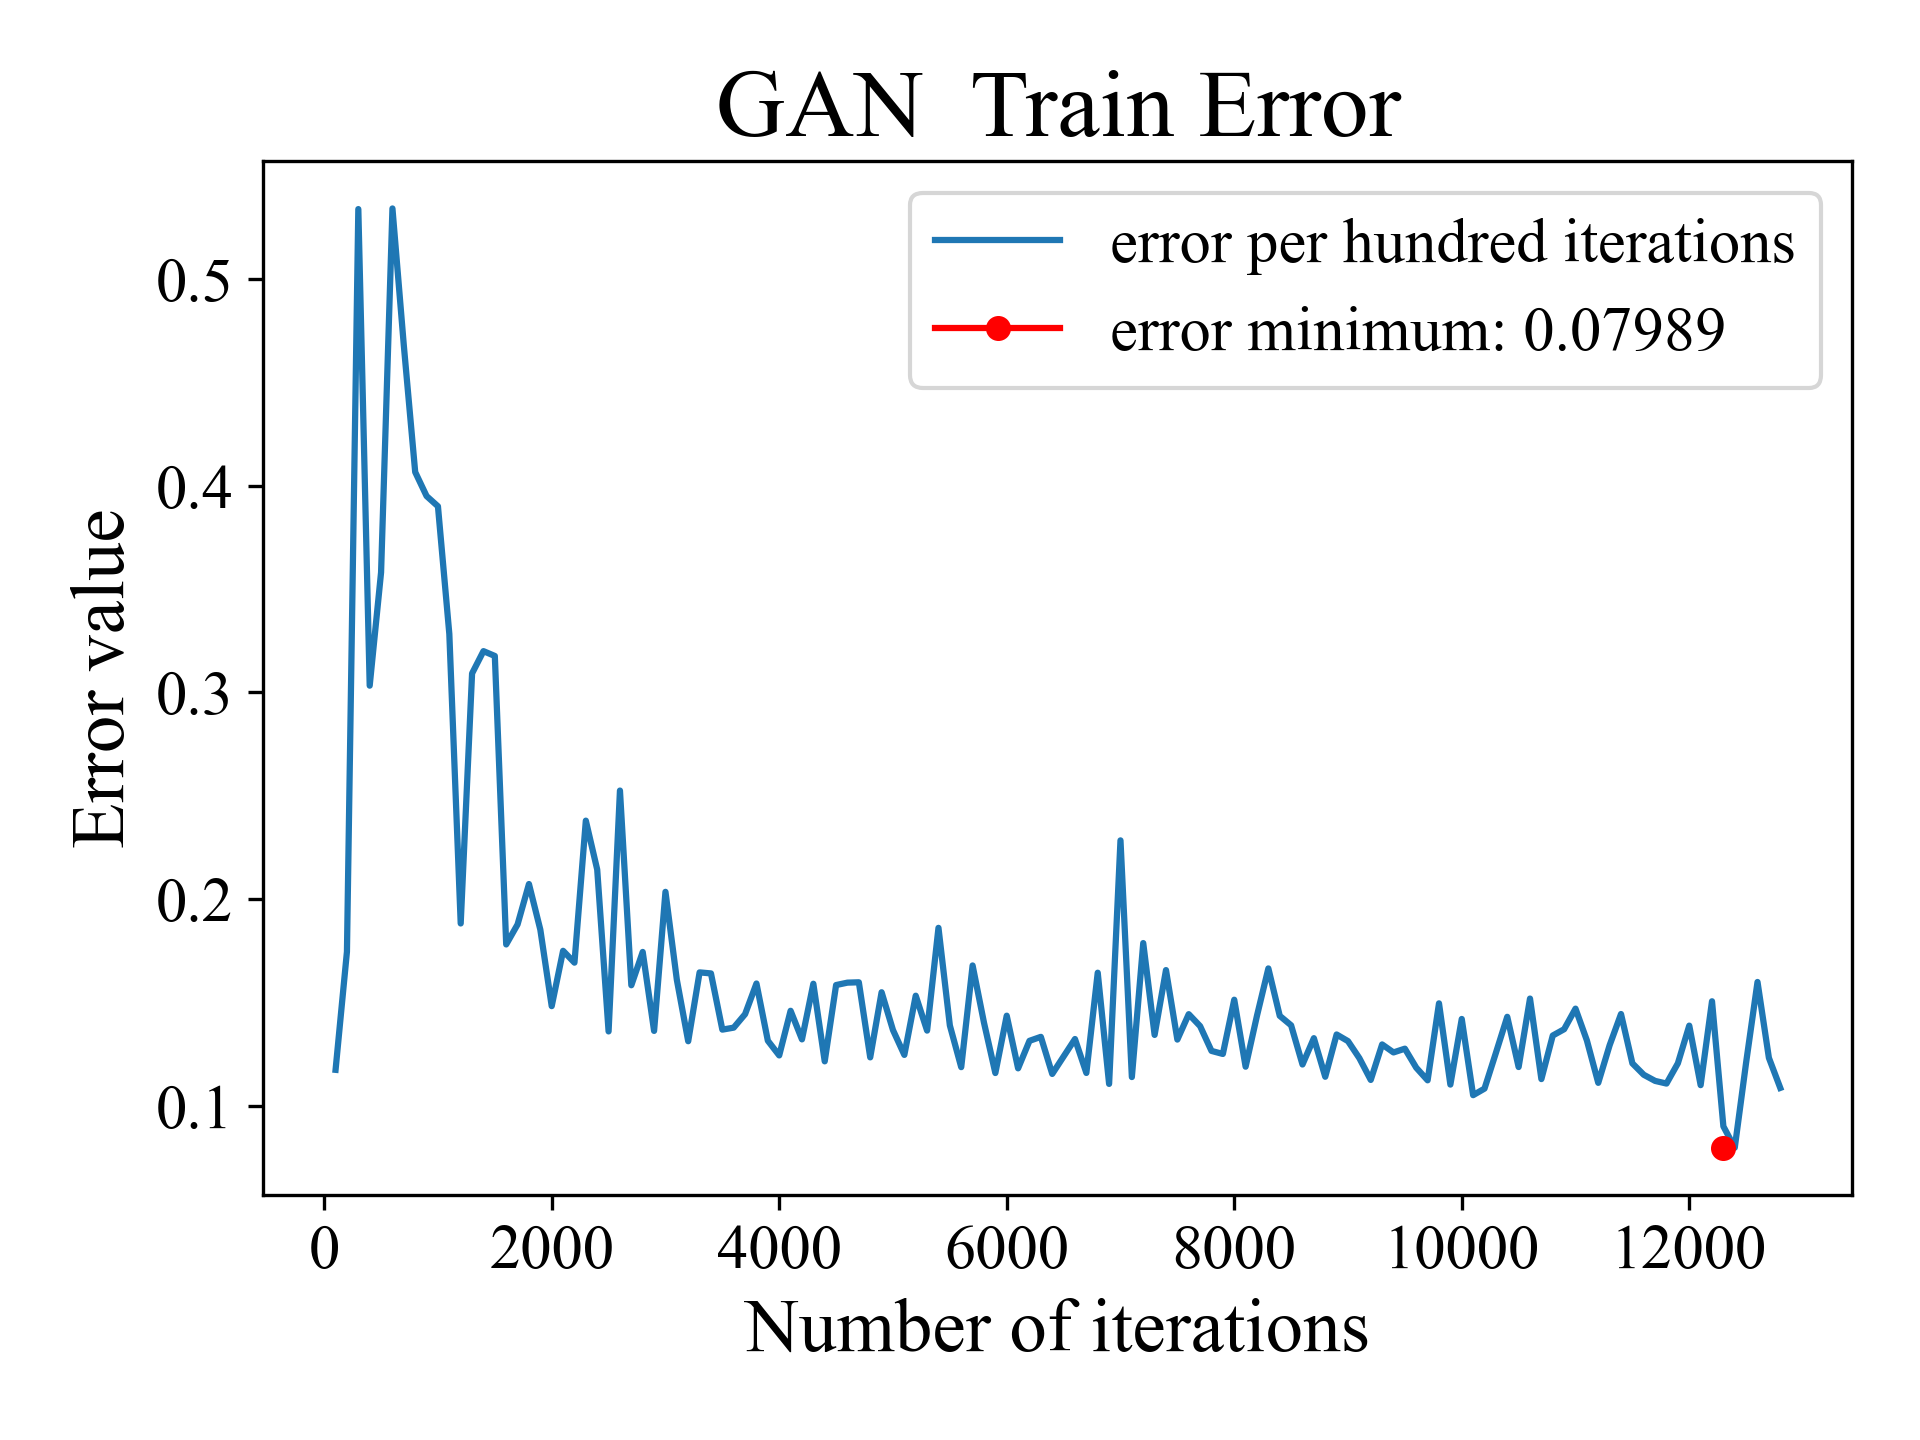 GAN  Train Error
error per hundred iterations
error minimum: 0.07989
Error value
0.5
0.4
0.3
0.2
0.1
0 2000 4000 6000 8000 10000 12000
Number of iterations